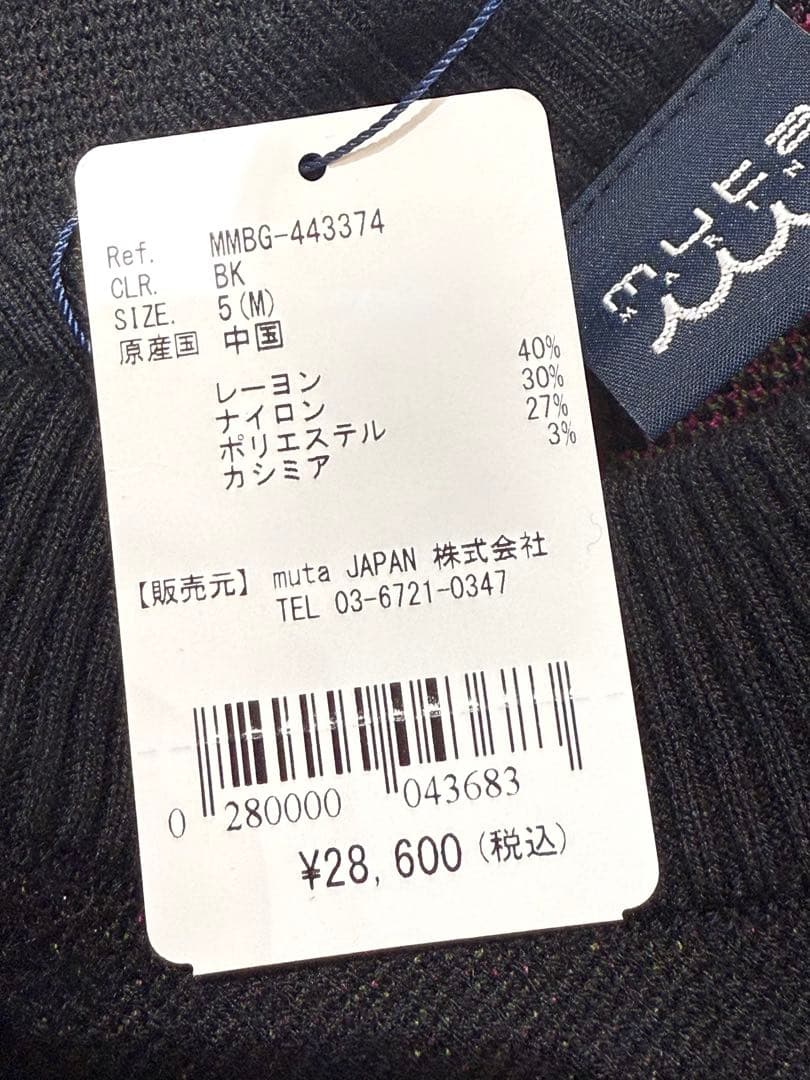 muta
MARIN
Ref. MMBG-443374
CLR. BK
SIZE. 5(M)
原産国 中国
レーヨン 40%
ナイロン 30%
ポリエステル 27%
カシミア 3%
【販売元】 muta JAPAN 株式会社
TEL 03-6721-0347
0 280000 043683
¥28,600(税込)